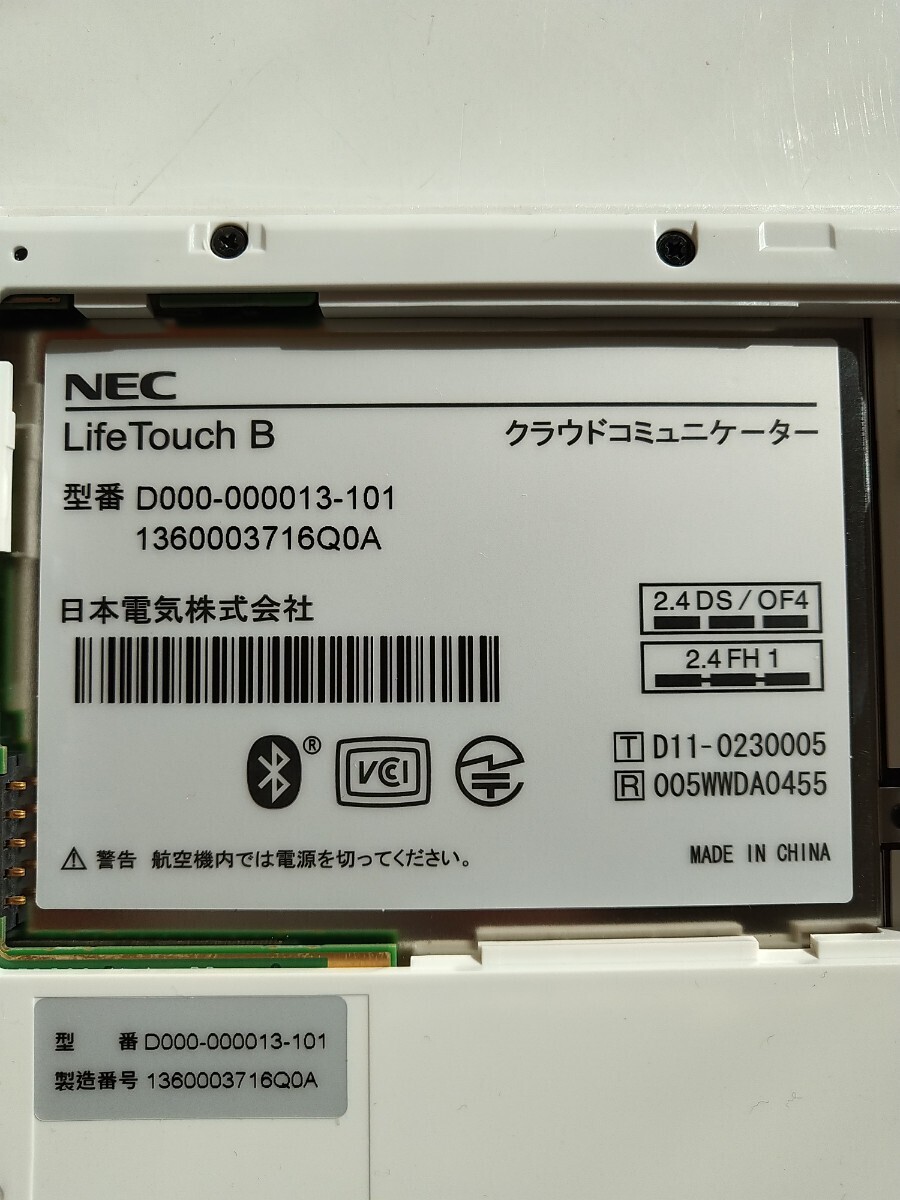 NEC
LifeTouch B クラウドコミュニケーター
型番 D000-000013-101
1360003716Q0A
日本電気株式会社
2.4 DS / OF4
2.4 FH 1
® VCCI T D11-0230005
R 005WWDA0455
警告 航空機内では電源を切ってください。 MADE IN CHINA
型 番 D000-000013-101
製造番号 1360003716Q0A